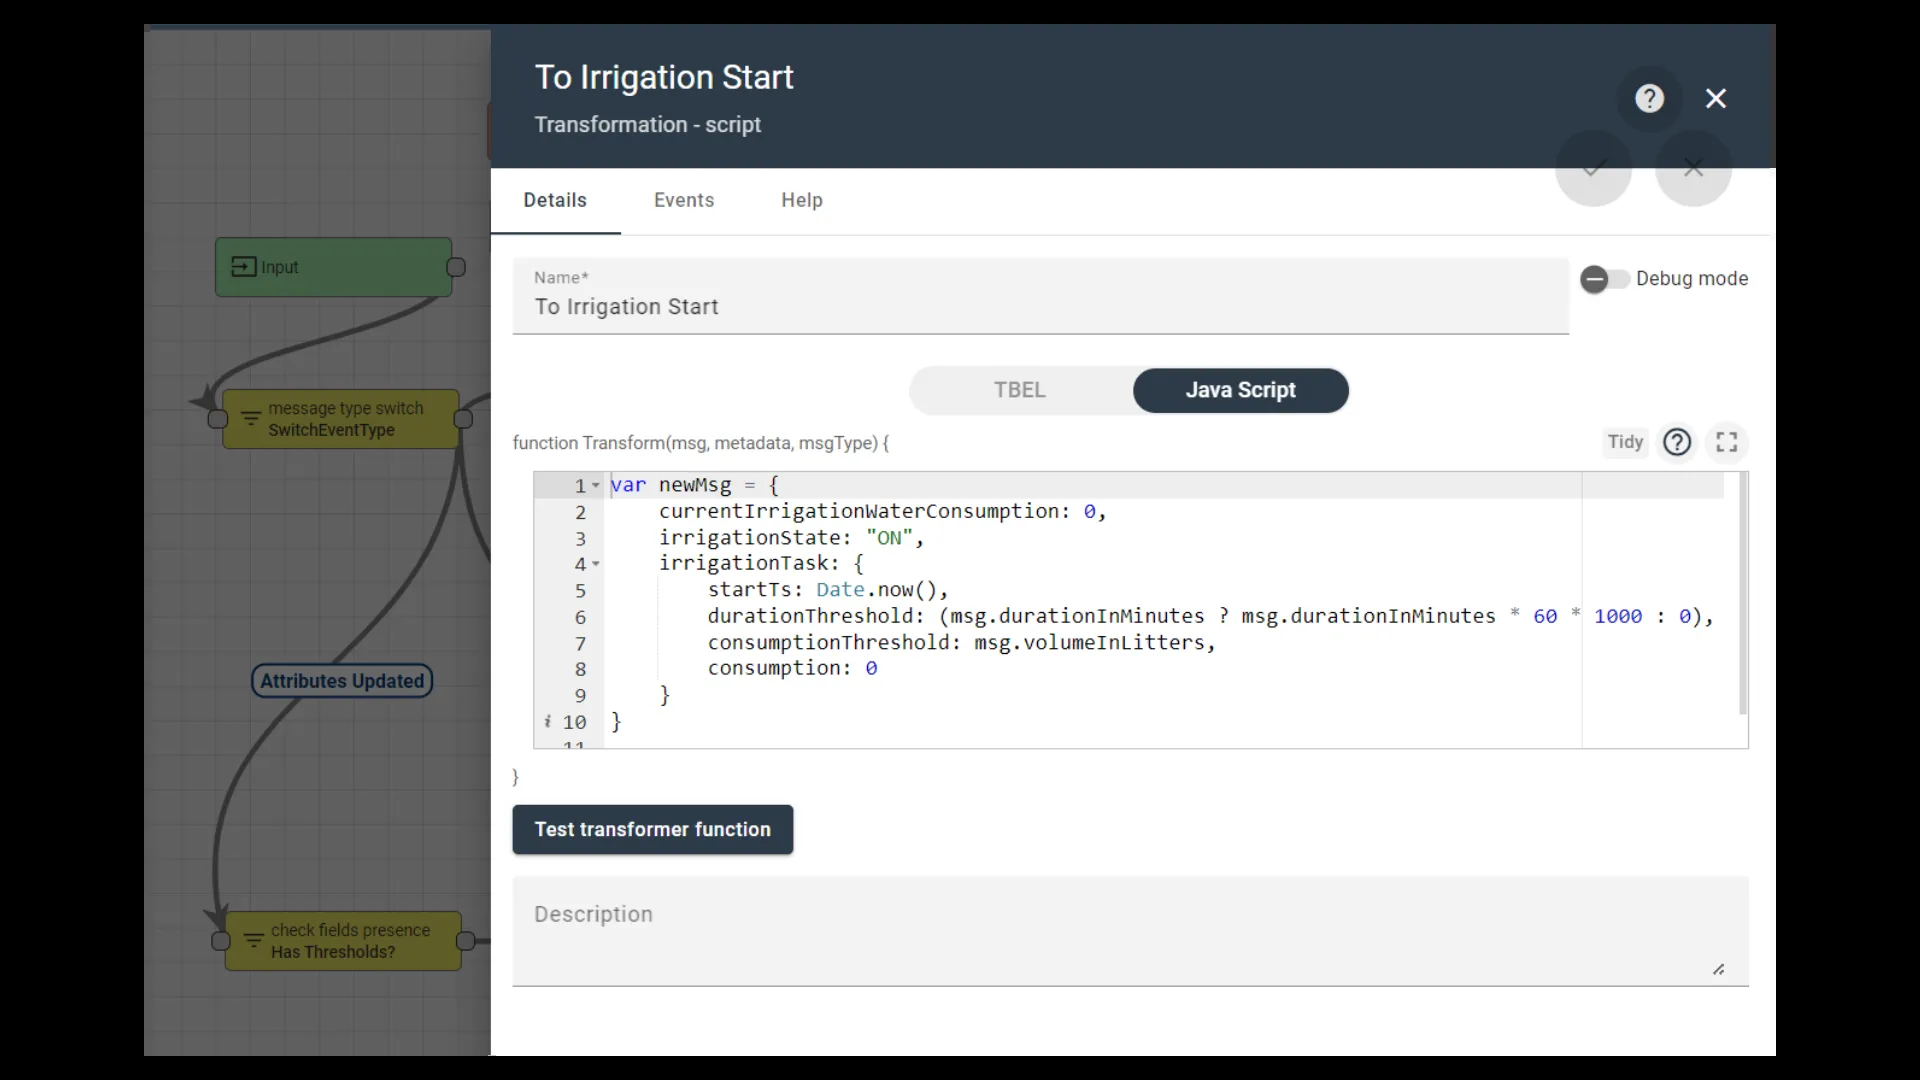 To Irrigation Start
Transformation - script
Details
Events
Help
Name*
To Irrigation Start
Debug mode
TBEL
Java Script
function Transform(msg, metadata, msgType) {
Tidy
1 var newMsg = {
2 currentIrrigationWaterConsumption: 0,
3 irrigationState: "ON",
4 irrigationTask: {
5 startTs: Date.now(),
6 durationThreshold: (msg.durationInMinutes ? msg.durationInMinutes * 60 * 1000 : 0),
7 consumptionThreshold: msg.volumeInLitters,
8 consumption: 0
9 }
i 10 }
11
}
Test transformer function
Description
Input
message type switch
SwitchEventType
Attributes Updated
check fields presence
Has Thresholds?